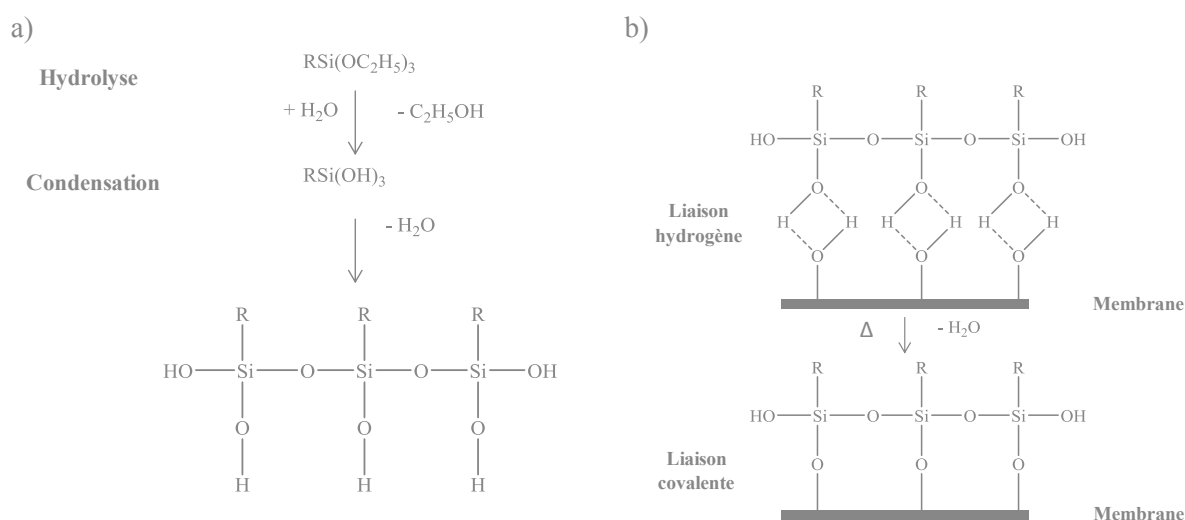 a)
Hydrolyse
RSi(OC₂H₅)₃
+ H₂O - C₂H₅OH
Condensation
RSi(OH)₃
- H₂O
R R R
HO Si O Si O Si OH
O O O
H H H
b)
R R R
HO Si O Si O Si OH
O O O
Liaison
hydrogène
H H H H H H
O O O
Membrane
Δ - H₂O
R R R
HO Si O Si O Si OH
Liaison
covalente
O O O
Membrane